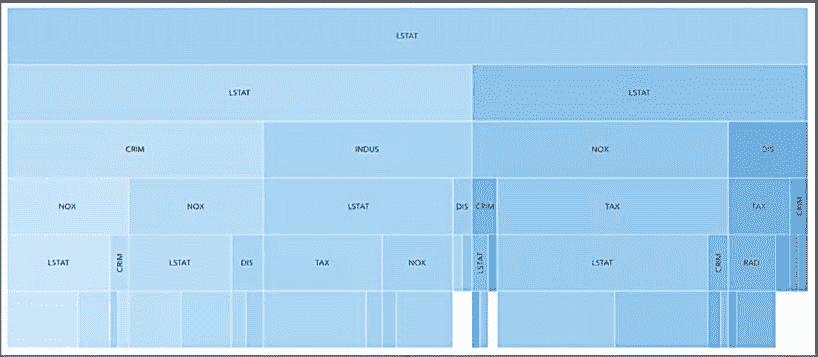 LSTAT
LSTAT LSTAT
CRIM INDUS NOX DIS
NOX NOX LSTAT DIS CRIM TAX TAX CRIM
LSTAT CRIM LSTAT DIS TAX NOX LSTAT LSTAT CRIM RAD